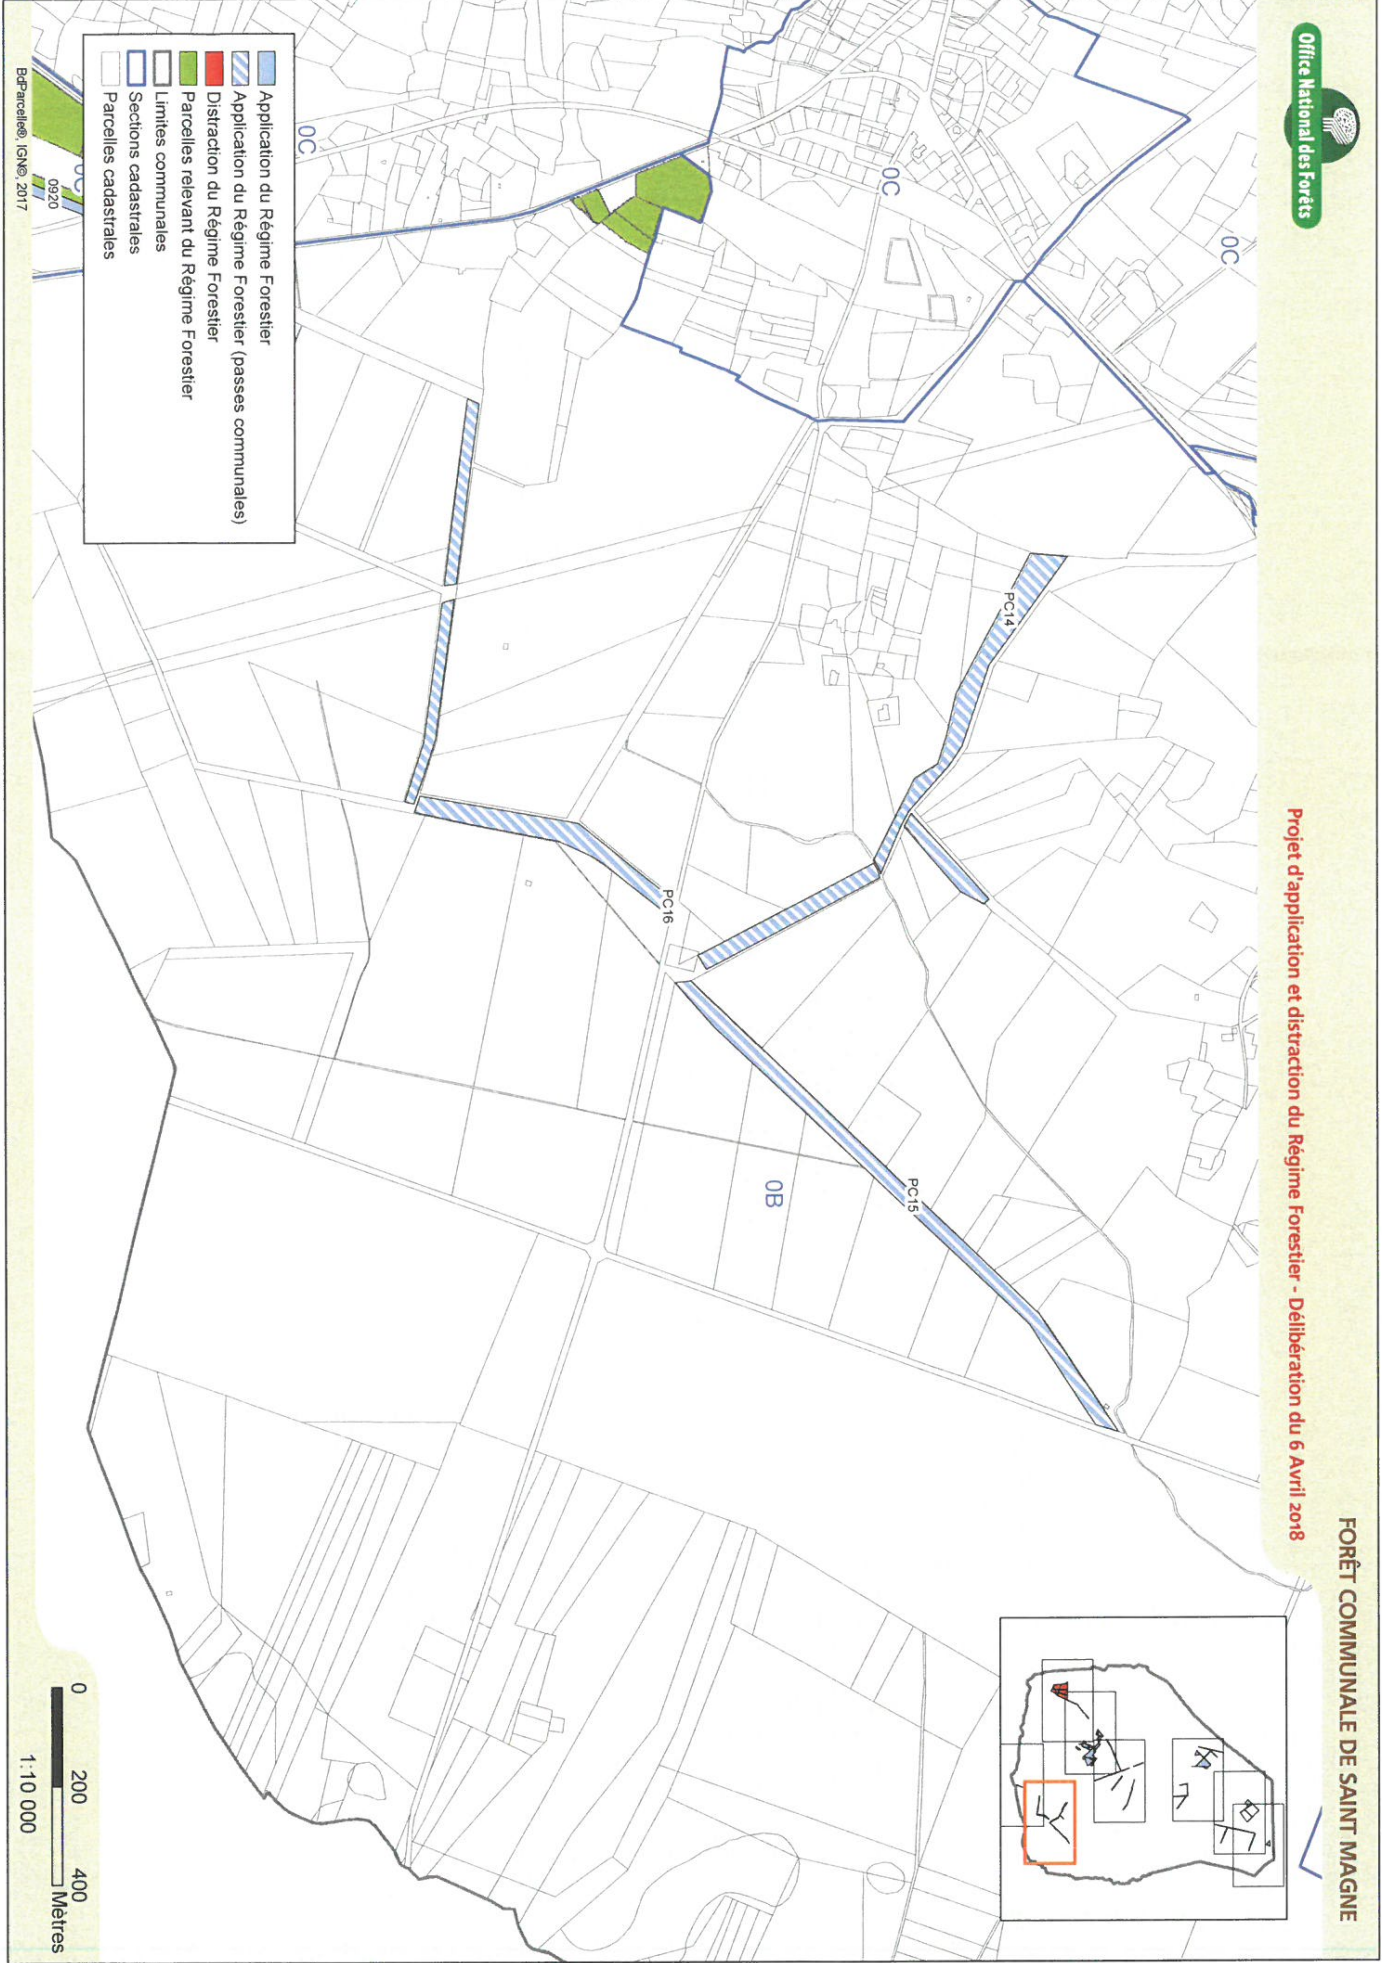 FORÊT COMMUNALE DE SAINT MAGNE
Office National des Forêts
Projet d'application et distraction du Régime Forestier - Délibération du 6 Avril 2018
0C
0C
0C
PC14
PC16
PC15
0B
Application du Régime Forestier
Application du Régime Forestier (passes communales)
Distraction du Régime Forestier
Parcelles relevant du Régime Forestier
Limites communales
Sections cadastrales
Parcelles cadastrales
0C
0920
BdParcelle®, IGN®, 2017
0 200 400
Mètres
1:10 000